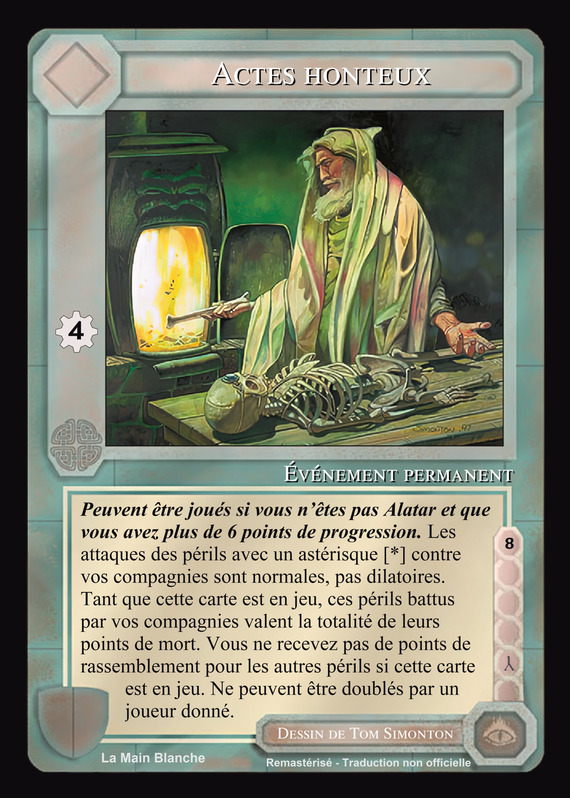 Actes honteux
4
Simonton .97
Événement permanent
Peuvent être joués si vous n’êtes pas Alatar et que
vous avez plus de 6 points de progression. Les
attaques des périls avec un astérisque [*] contre
vos compagnies sont normales, pas dilatoires.
Tant que cette carte est en jeu, ces périls battus
par vos compagnies valent la totalité de leurs
points de mort. Vous ne recevez pas de points de
rassemblement pour les autres périls si cette carte
est en jeu. Ne peuvent être doublés par un
joueur donné.
8
Dessin de Tom Simonton
La Main Blanche
Remastérisé - Traduction non officielle